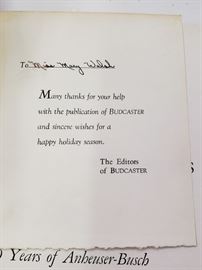 To Miss Mary Welsh
Many thanks for your help
with the publication of BUDCASTER
and sincere wishes for a
happy holiday season.
The Editors
of BUDCASTER
S
Years of Anheuser-Busch